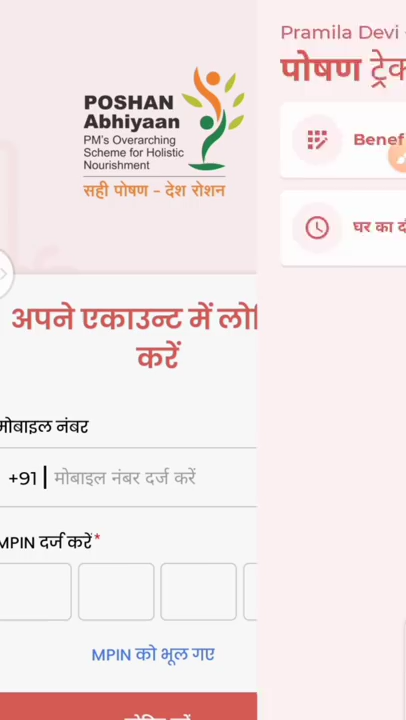 POSHAN
Abhiyaan
PM's Overarching
Scheme for Holistic
Nourishment
सही पोषण - देश रोशन
अपने एकाउन्ट में
करें
मोबाइल नंबर
+91 मोबाइल नंबर दर्ज करें
MPIN दर्ज करें*
MPIN को भूल गए
Pramila Devi
पोषण
घर का